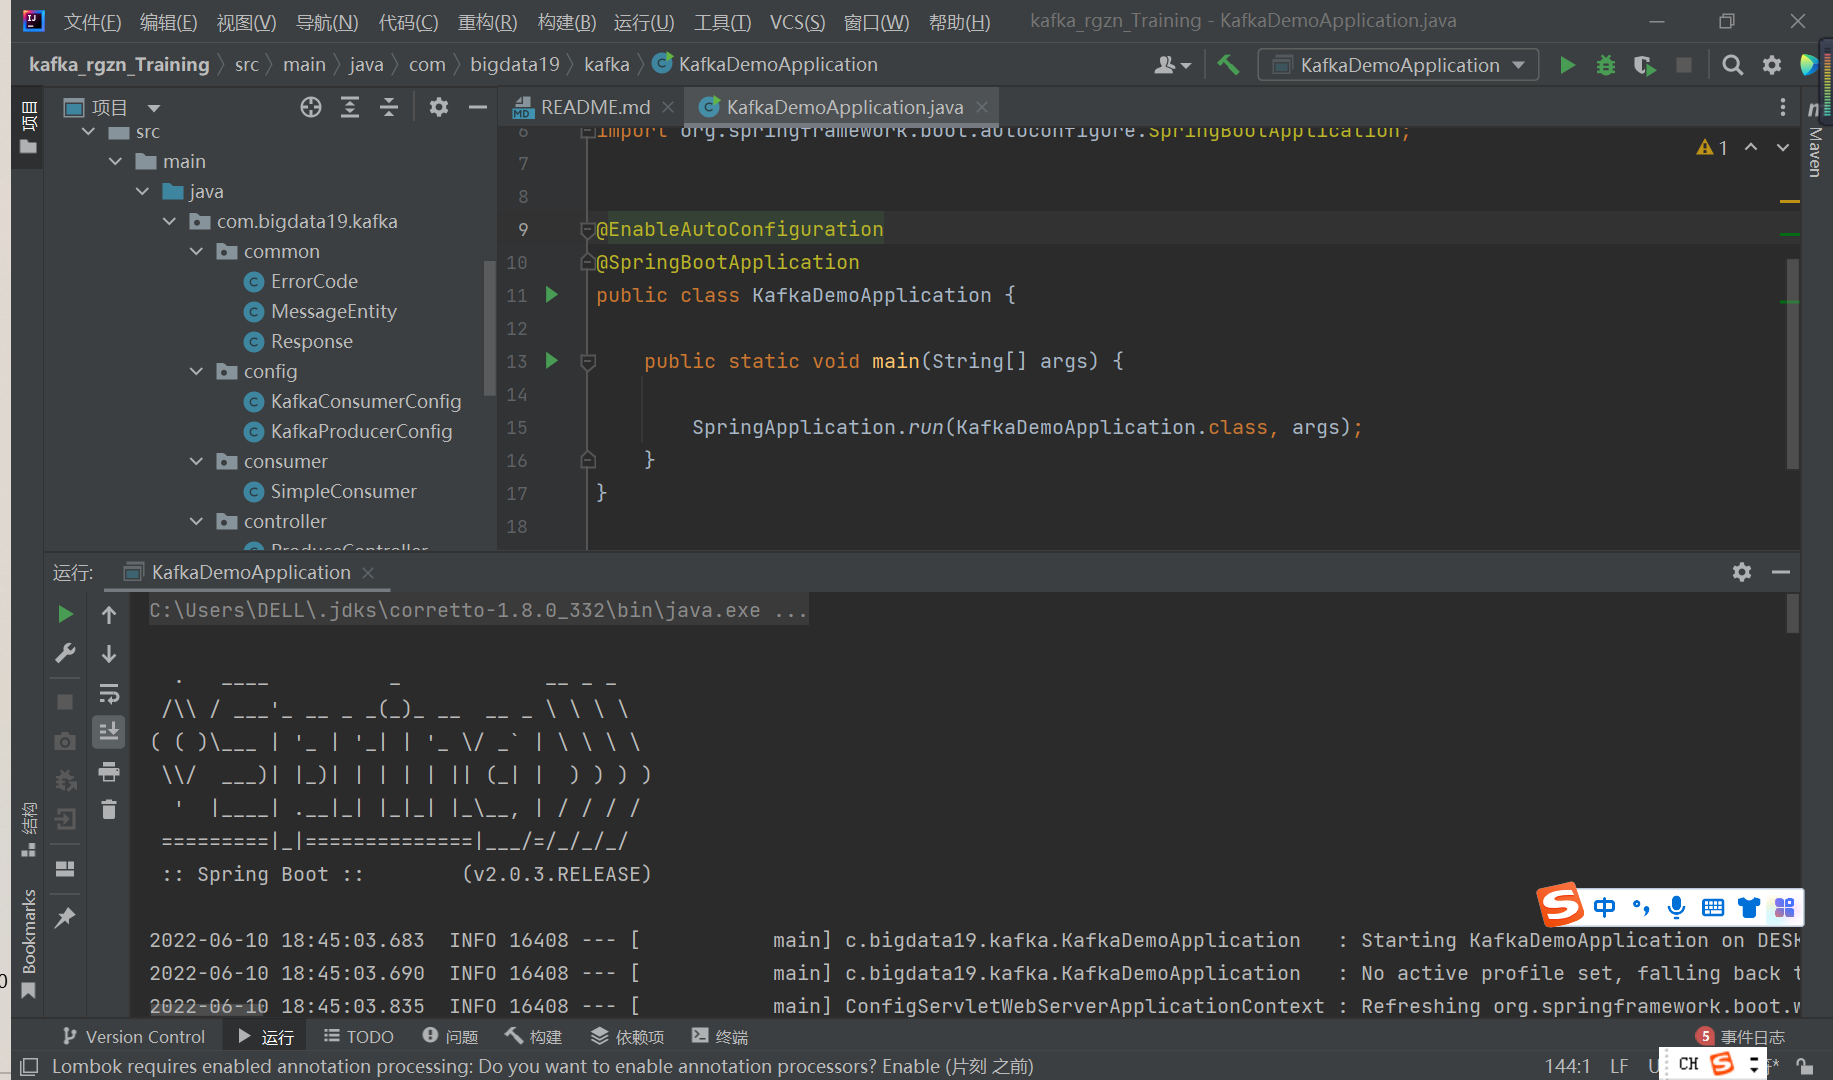 文件(F) 编辑(E) 视图(V) 导航(N) 代码(C) 重构(R) 构建(B) 运行(U) 工具(T) VCS(S) 窗口(W) 帮助(H) kafka_rgzn_Training - KafkaDemoApplication.java
kafka_rgzn_Training src main java com bigdata19 kafka KafkaDemoApplication KafkaDemoApplication
项目
项目
README.md KafkaDemoApplication.java
Maven
src
main
java
com.bigdata19.kafka
common
ErrorCode
MessageEntity
Response
config
KafkaConsumerConfig
KafkaProducerConfig
consumer
SimpleConsumer
controller
ProduceController
1
6 import org.springframework.boot.autoconfigure.SpringBootApplication;
7
8
9 @EnableAutoConfiguration
10 @SpringBootApplication
11 public class KafkaDemoApplication {
12
13 public static void main(String[] args) {
14
15 SpringApplication.run(KafkaDemoApplication.class, args);
16 }
17 }
18
运行: KafkaDemoApplication
C:\Users\DELL\.jdks\corretto-1.8.0_332\bin\java.exe ...
  .   ____          _            __ _ _
 /\\ / ___'_ __ _ _(_)_ __  __ _ \ \ \ \
( ( )\___ | '_ | '_| | '_ \/ _` | \ \ \ \
 \\/  ___)| |_)| | | | | || (_| |  ) ) ) )
  '  |____| .__|_| |_|_| |_\__, | / / / /
 =========|_|==============|___/=/_/_/_/
 :: Spring Boot ::        (v2.0.3.RELEASE)
2022-06-10 18:45:03.683  INFO 16408 --- [           main] c.bigdata19.kafka.KafkaDemoApplication   : Starting KafkaDemoApplication on DESK
2022-06-10 18:45:03.690  INFO 16408 --- [           main] c.bigdata19.kafka.KafkaDemoApplication   : No active profile set, falling back t
2022-06-10 18:45:03.835  INFO 16408 --- [           main] ConfigServletWebServerApplicationContext : Refreshing org.springframework.boot.w
结构
Bookmarks
中
Version Control 运行 TODO 问题 构建 依赖项 终端 5 事件日志
Lombok requires enabled annotation processing: Do you want to enable annotation processors? Enable (片刻 之前) 144:1 LF
CH